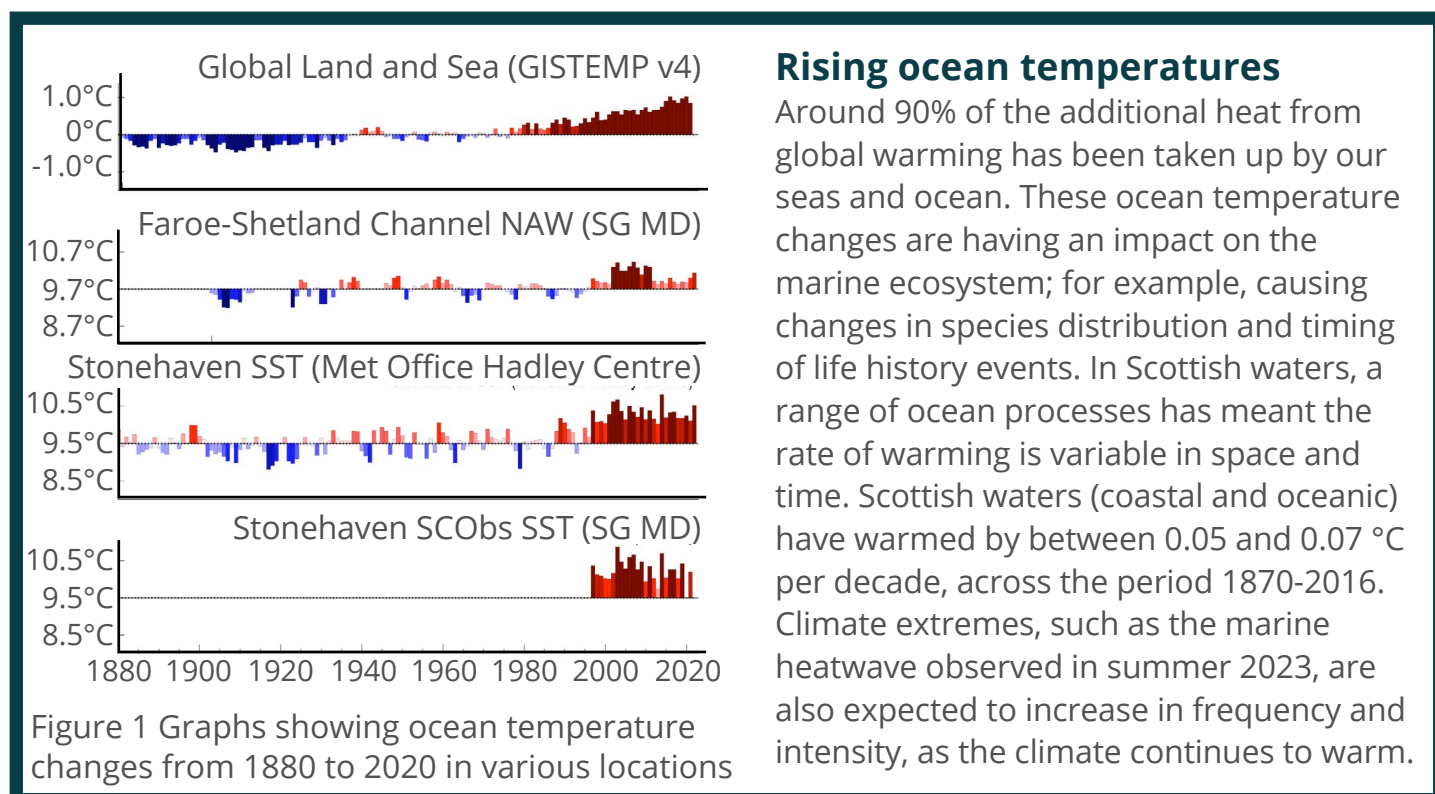 Global Land and Sea (GISTEMP v4)
1.0°C
0°C
-1.0°C
Faroe-Shetland Channel NAW (SG MD)
10.7°C
9.7°C
8.7°C
Stonehaven SST (Met Office Hadley Centre)
10.5°C
9.5°C
8.5°C
Stonehaven SCObs SST (SG MD)
10.5°C
9.5°C
8.5°C
1880 1900 1920 1940 1960 1980 2000 2020
Figure 1 Graphs showing ocean temperature
changes from 1880 to 2020 in various locations
Rising ocean temperatures
Around 90% of the additional heat from
global warming has been taken up by our
seas and ocean. These ocean temperature
changes are having an impact on the
marine ecosystem; for example, causing
changes in species distribution and timing
of life history events. In Scottish waters, a
range of ocean processes has meant the
rate of warming is variable in space and
time. Scottish waters (coastal and oceanic)
have warmed by between 0.05 and 0.07 °C
per decade, across the period 1870-2016.
Climate extremes, such as the marine
heatwave observed in summer 2023, are
also expected to increase in frequency and
intensity, as the climate continues to warm.